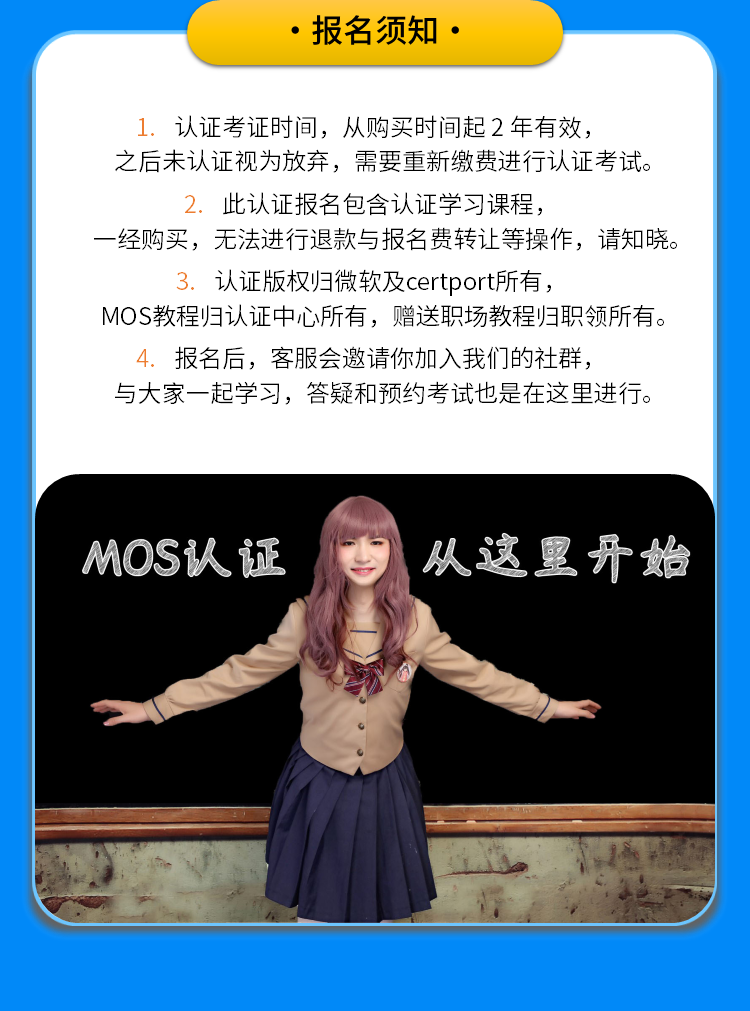 ·报名须知·
1. 认证考证时间，从购买时间起 2 年有效，
之后未认证视为放弃，需要重新缴费进行认证考试。
2. 此认证报名包含认证学习课程，
一经购买，无法进行退款与报名费转让等操作，请知晓。
3. 认证版权归微软及certport所有，
MOS教程归认证中心所有，赠送职场教程归职领所有。
4. 报名后，客服会邀请你加入我们的社群，
与大家一起学习，答疑和预约考试也是在这里进行。
MOS认证 从这里开始